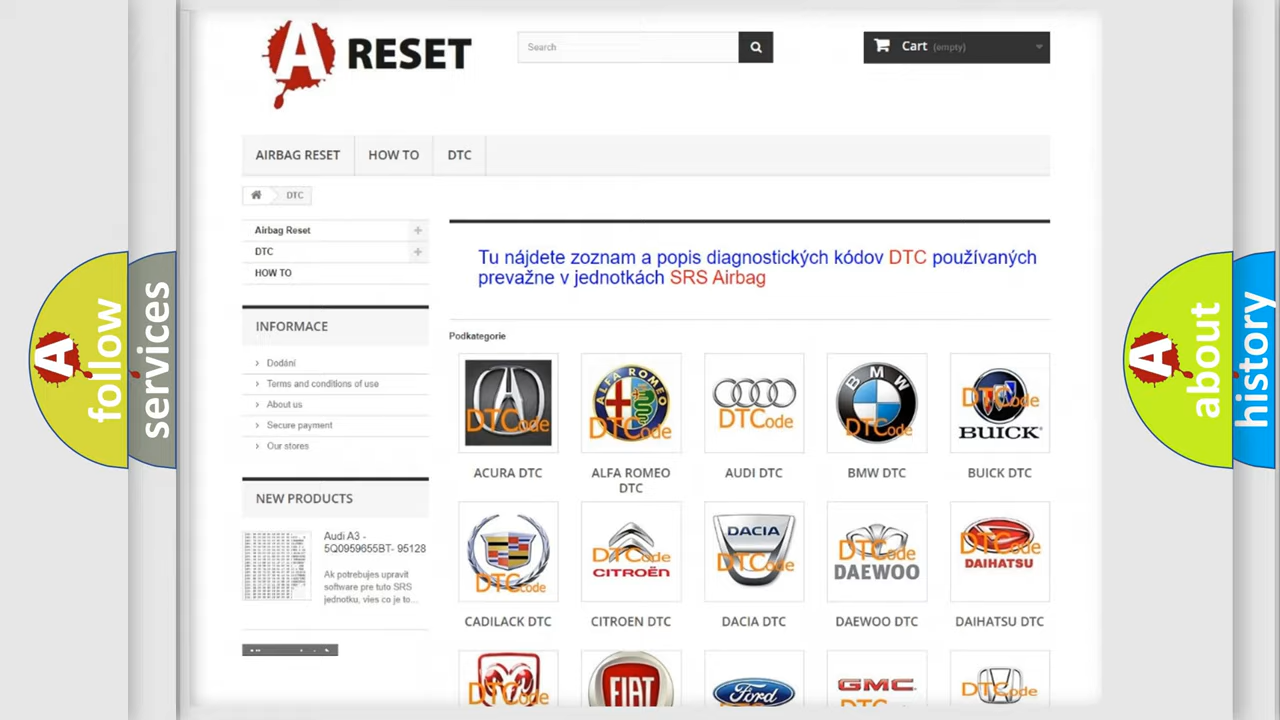 A RESET
Search
Cart (empty)
AIRBAG RESET
HOW TO
DTC
DTC
Airbag Reset
DTC
HOW TO
INFORMACE
Dodání
Terms and conditions of use
About us
Secure payment
Our stores
NEW PRODUCTS
Audi A3 -
5Q0959655BT- 95128
Ak potrebujes upravit
software pre tuto SRS
jednotku, vies co je to...
Tu nájdete zoznam a popis diagnostických kódov DTC používaných
prevažne v jednotkách SRS Airbag
Podkategorie
DTCode
ALFA ROMEO
DTCode
DTCode
BMW
DTCode
DTCode
BUICK
ACURA DTC
ALFA ROMEO
DTC
AUDI DTC
BMW DTC
BUICK DTC
DTCode
DTCode
CITROËN
DACIA
DTCode
DTCode
DAEWOO
DTCode
DAIHATSU
CADILACK DTC
CITROEN DTC
DACIA DTC
DAEWOO DTC
DAIHATSU DTC
DTCode
FIAT
Ford
GMC
DTCode
A follow
services
A about
history